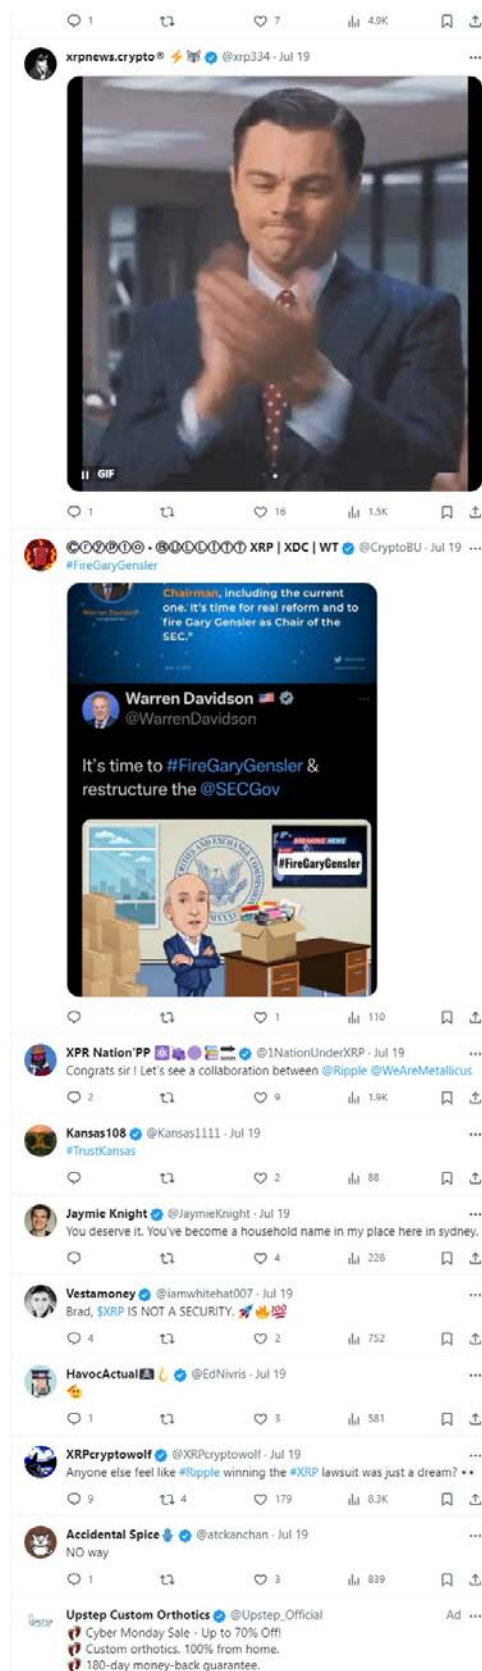 1 7 4.9K
xrpnews.crypto® @xrp334 · Jul 19
GIF
1 16 1.5K
Ⓒⓡⓨⓟⓣⓞ · ⒷⓊⓁⓁⒾⓉⓉ XRP | XDC | WT @CryptoBU · Jul 19
#FireGaryGensler
Chairman, including the current
one. It's time for real reform and to
fire Gary Gensler as Chair of the
SEC."
Warren Davidson
Warren Davidson
@WarrenDavidson
It's time to #FireGaryGensler &
restructure the @SECGov
BREAKING NEWS
#FireGaryGensler
1 110
XPR Nation'PP SOON @1NationUnderXRP · Jul 19
Congrats sir ! Let's see a collaboration between @Ripple @WeAreMetallicus
2 9 1.9K
Kansas108 @Kansas1111 · Jul 19
#TrustKansas
2 88
Jaymie Knight @JaymieKnight · Jul 19
You deserve it. You've become a household name in my place here in sydney.
4 228
Vestamoney @iamwhitehat007 · Jul 19
Brad, $XRP IS NOT A SECURITY. 🚀🔥💯
4 2 752
HavocActual @EdNivris · Jul 19
🫡
1 3 581
XRPcryptowolf @XRPcryptowolf · Jul 19
Anyone else feel like #Ripple winning the #XRP lawsuit was just a dream? 👀
9 4 179 8.3K
Accidental Spice @atckanchan · Jul 19
NO way
1 3 839
Upstep Custom Orthotics @Upstep_Official Ad
👣 Cyber Monday Sale - Up to 70% Off!
👣 Custom orthotics. 100% from home.
👣 180-day money-back guarantee.